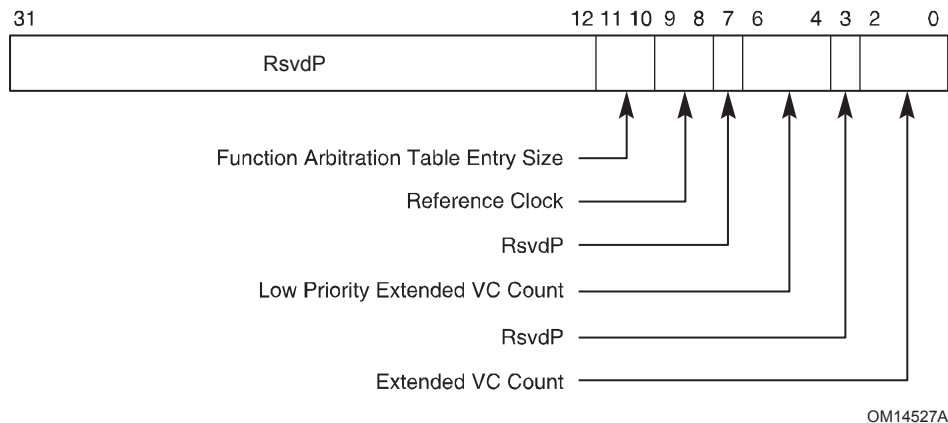 31 12 11 10 9 8 7 6 4 3 2 0
RsvdP
Function Arbitration Table Entry Size
Reference Clock
RsvdP
Low Priority Extended VC Count
RsvdP
Extended VC Count
OM14527A